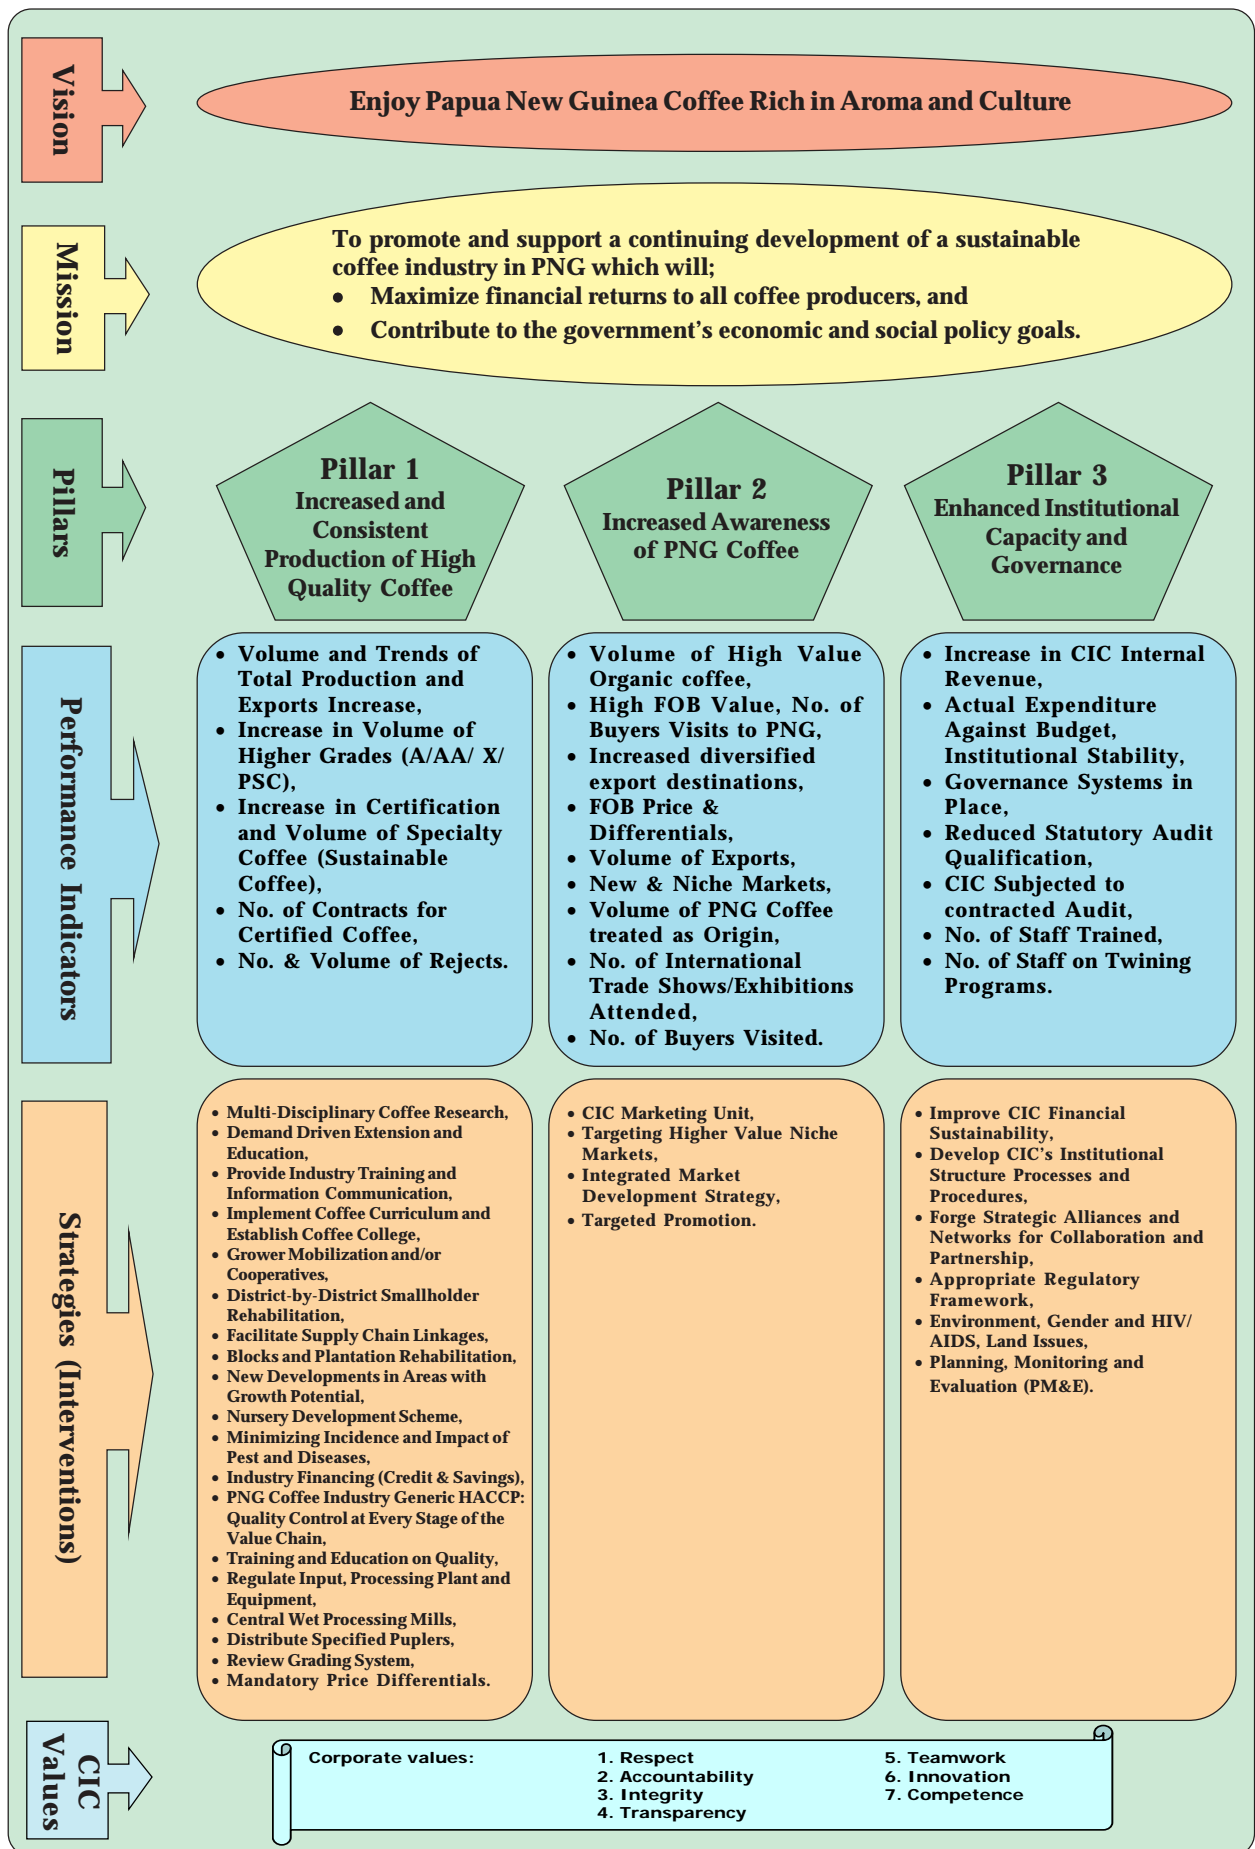 Vision
Enjoy Papua New Guinea Coffee Rich in Aroma and Culture
Mission
To promote and support a continuing development of a sustainable
coffee industry in PNG which will;
• Maximize financial returns to all coffee producers, and
• Contribute to the government's economic and social policy goals.
Pillars
Pillar 1
Increased and
Consistent
Production of High
Quality Coffee
Pillar 2
Increased Awareness
of PNG Coffee
Pillar 3
Enhanced Institutional
Capacity and
Governance
Performance Indicators
• Volume and Trends of
Total Production and
Exports Increase,
• Increase in Volume of
Higher Grades (A/AA/ X/
PSC),
• Increase in Certification
and Volume of Specialty
Coffee (Sustainable
Coffee),
• No. of Contracts for
Certified Coffee,
• No. & Volume of Rejects.
• Volume of High Value
Organic coffee,
• High FOB Value, No. of
Buyers Visits to PNG,
• Increased diversified
export destinations,
• FOB Price &
Differentials,
• Volume of Exports,
• New & Niche Markets,
• Volume of PNG Coffee
treated as Origin,
• No. of International
Trade Shows/Exhibitions
Attended,
• No. of Buyers Visited.
• Increase in CIC Internal
Revenue,
• Actual Expenditure
Against Budget,
Institutional Stability,
• Governance Systems in
Place,
• Reduced Statutory Audit
Qualification,
• CIC Subjected to
contracted Audit,
• No. of Staff Trained,
• No. of Staff on Twining
Programs.
Strategies (Interventions)
• Multi-Disciplinary Coffee Research,
• Demand Driven Extension and
Education,
• Provide Industry Training and
Information Communication,
• Implement Coffee Curriculum and
Establish Coffee College,
• Grower Mobilization and/or
Cooperatives,
• District-by-District Smallholder
Rehabilitation,
• Facilitate Supply Chain Linkages,
• Blocks and Plantation Rehabilitation,
• New Developments in Areas with
Growth Potential,
• Nursery Development Scheme,
• Minimizing Incidence and Impact of
Pest and Diseases,
• Industry Financing (Credit & Savings),
• PNG Coffee Industry Generic HACCP:
Quality Control at Every Stage of the
Value Chain,
• Training and Education on Quality,
• Regulate Input, Processing Plant and
Equipment,
• Central Wet Processing Mills,
• Distribute Specified Puplers,
• Review Grading System,
• Mandatory Price Differentials.
• CIC Marketing Unit,
• Targeting Higher Value Niche
Markets,
• Integrated Market
Development Strategy,
• Targeted Promotion.
• Improve CIC Financial
Sustainability,
• Develop CIC's Institutional
Structure Processes and
Procedures,
• Forge Strategic Alliances and
Networks for Collaboration and
Partnership,
• Appropriate Regulatory
Framework,
• Environment, Gender and HIV/
AIDS, Land Issues,
• Planning, Monitoring and
Evaluation (PM&E).
CIC
Values
Corporate values:
1. Respect
2. Accountability
3. Integrity
4. Transparency
5. Teamwork
6. Innovation
7. Competence